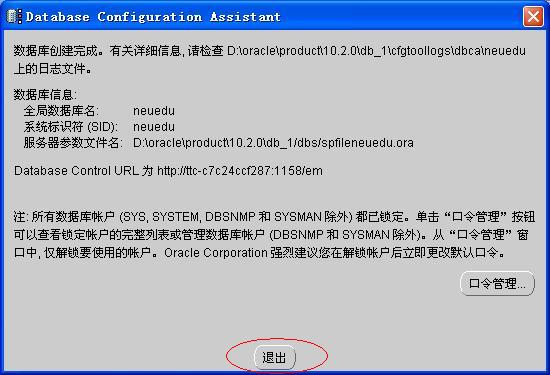 Database Configuration Assistant
数据库创建完成。有关详细信息, 请检查 D:\oracle\product\10.2.0\db_1\cfgtoollogs\dbca\neuedu
上的日志文件。
数据库信息:
全局数据库名: neuedu
系统标识符 (SID): neuedu
服务器参数文件名: D:\oracle\product\10.2.0\db_1/dbs/spfileneuedu.ora
Database Control URL 为 http://ttc-c7c24ccf287:1158/em
注: 所有数据库帐户 (SYS, SYSTEM, DBSNMP 和 SYSMAN 除外) 都已锁定。单击“口令管理”按钮
可以查看锁定帐户的完整列表或管理数据库帐户 (DBSNMP 和 SYSMAN 除外)。从“口令管理”窗
口中, 仅解锁要使用的帐户。Oracle Corporation 强烈建议您在解锁帐户后立即更改默认口令。
口令管理...
退出